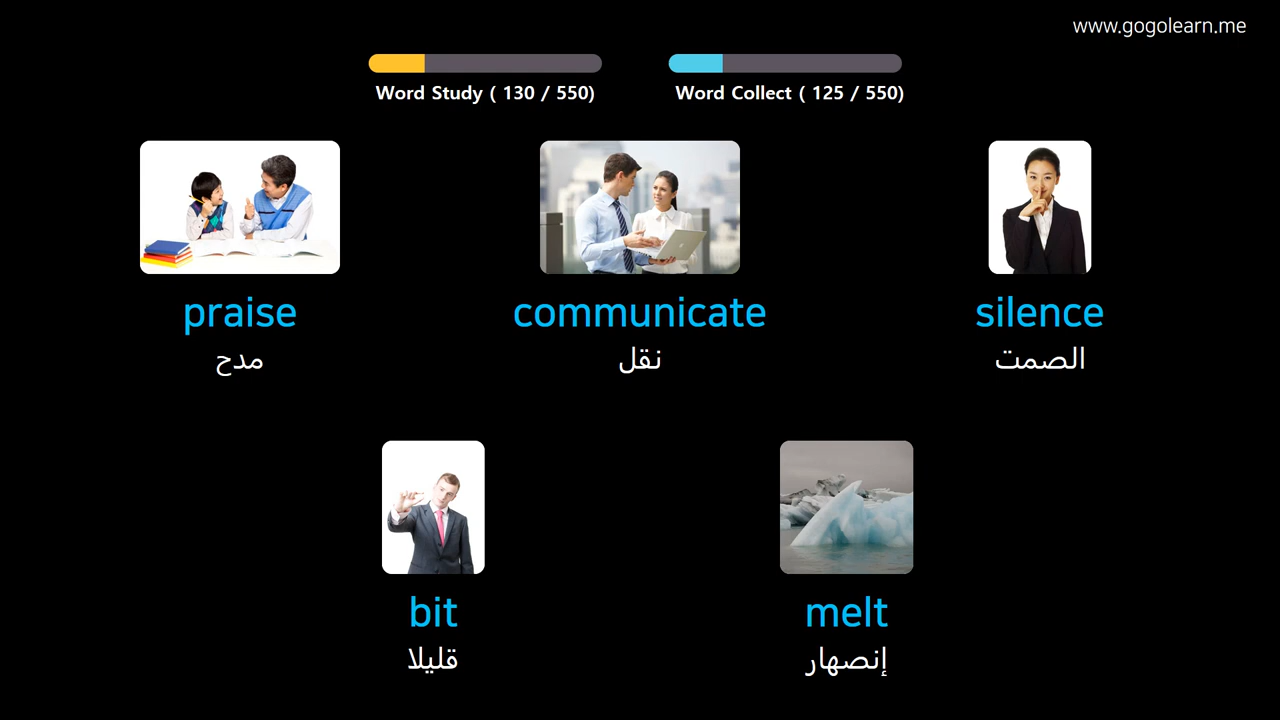 www.gogolearn.me
Word Study ( 130 / 550)
Word Collect ( 125 / 550)
praise
communicate
silence
مدح
نقل
الصمت
bit
melt
قليلا
إنصهار